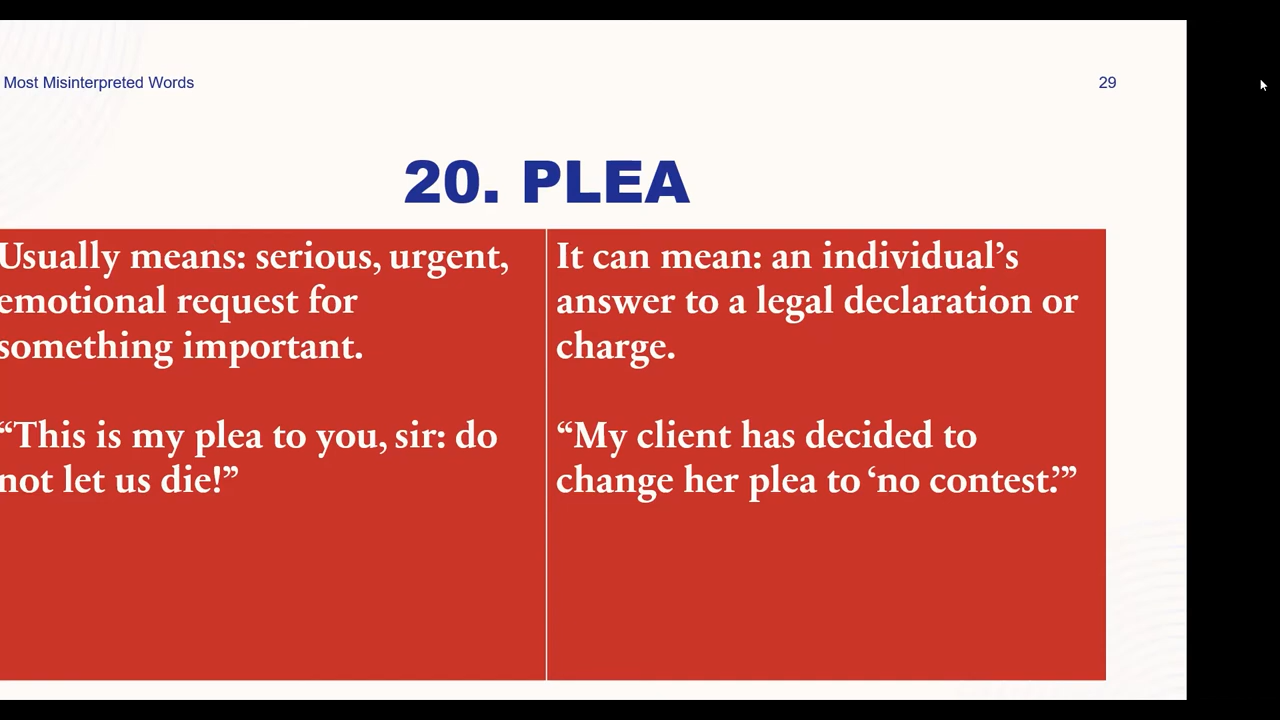 Most Misinterpreted Words
29
20. PLEA
Usually means: serious, urgent,
emotional request for
something important.
“This is my plea to you, sir: do
not let us die!”
It can mean: an individual’s
answer to a legal declaration or
charge.
“My client has decided to
change her plea to ‘no contest.’”